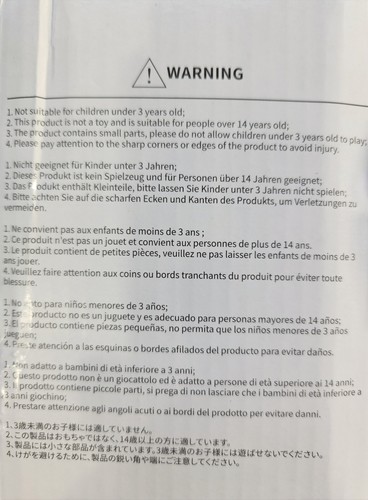 WARNING
1. Not suitable for children under 3 years old;
2. This product is not a toy and is suitable for people over 14 years old;
3. The product contains small parts, please do not allow children under 3 years old to play;
4. Please pay attention to the sharp corners or edges of the product to avoid injury.
1. Nicht geeignet für Kinder unter 3 Jahren;
2. Dieses Produkt ist kein Spielzeug und für Personen über 14 Jahren geeignet;
3. Das Produkt enthält Kleinteile, bitte lassen Sie Kinder unter 3 Jahren nicht spielen;
4. Bitte achten Sie auf die scharfen Ecken und Kanten des Produkts, um Verletzungen zu
vermeiden.
1. Ne convient pas aux enfants de moins de 3 ans ;
2. Ce produit n'est pas un jouet et convient aux personnes de plus de 14 ans.
3. Le produit contient de petites pièces, veuillez ne pas laisser les enfants de moins de 3
ans jouer.
4. Veuillez faire attention aux coins ou bords tranchants du produit pour éviter toute
blessure.
1. No apto para niños menores de 3 años;
2. Este producto no es un juguete y es adecuado para personas mayores de 14 años;
3. El producto contiene piezas pequeñas, no permita que los niños menores de 3 años
jueguen;
4. Preste atención a las esquinas o bordes afilados del producto para evitar daños.
1. Non adatto a bambini di età inferiore a 3 anni;
2. Questo prodotto non è un giocattolo ed è adatto a persone di età superiore ai 14 anni;
3. Il prodotto contiene piccole parti, si prega di non lasciare che i bambini di età inferiore a
3 anni giochino;
4. Prestare attenzione agli angoli acuti o ai bordi del prodotto per evitare danni.
1、3歳未満のお子様には適していません。
2、この製品はおもちゃではなく、14歳以上の方に適しています。
3、製品には小さな部品が含まれています。3歳未満のお子様には遊ばせないでください。
4、けがを避けるために、製品の鋭い角や端にご注意してください。